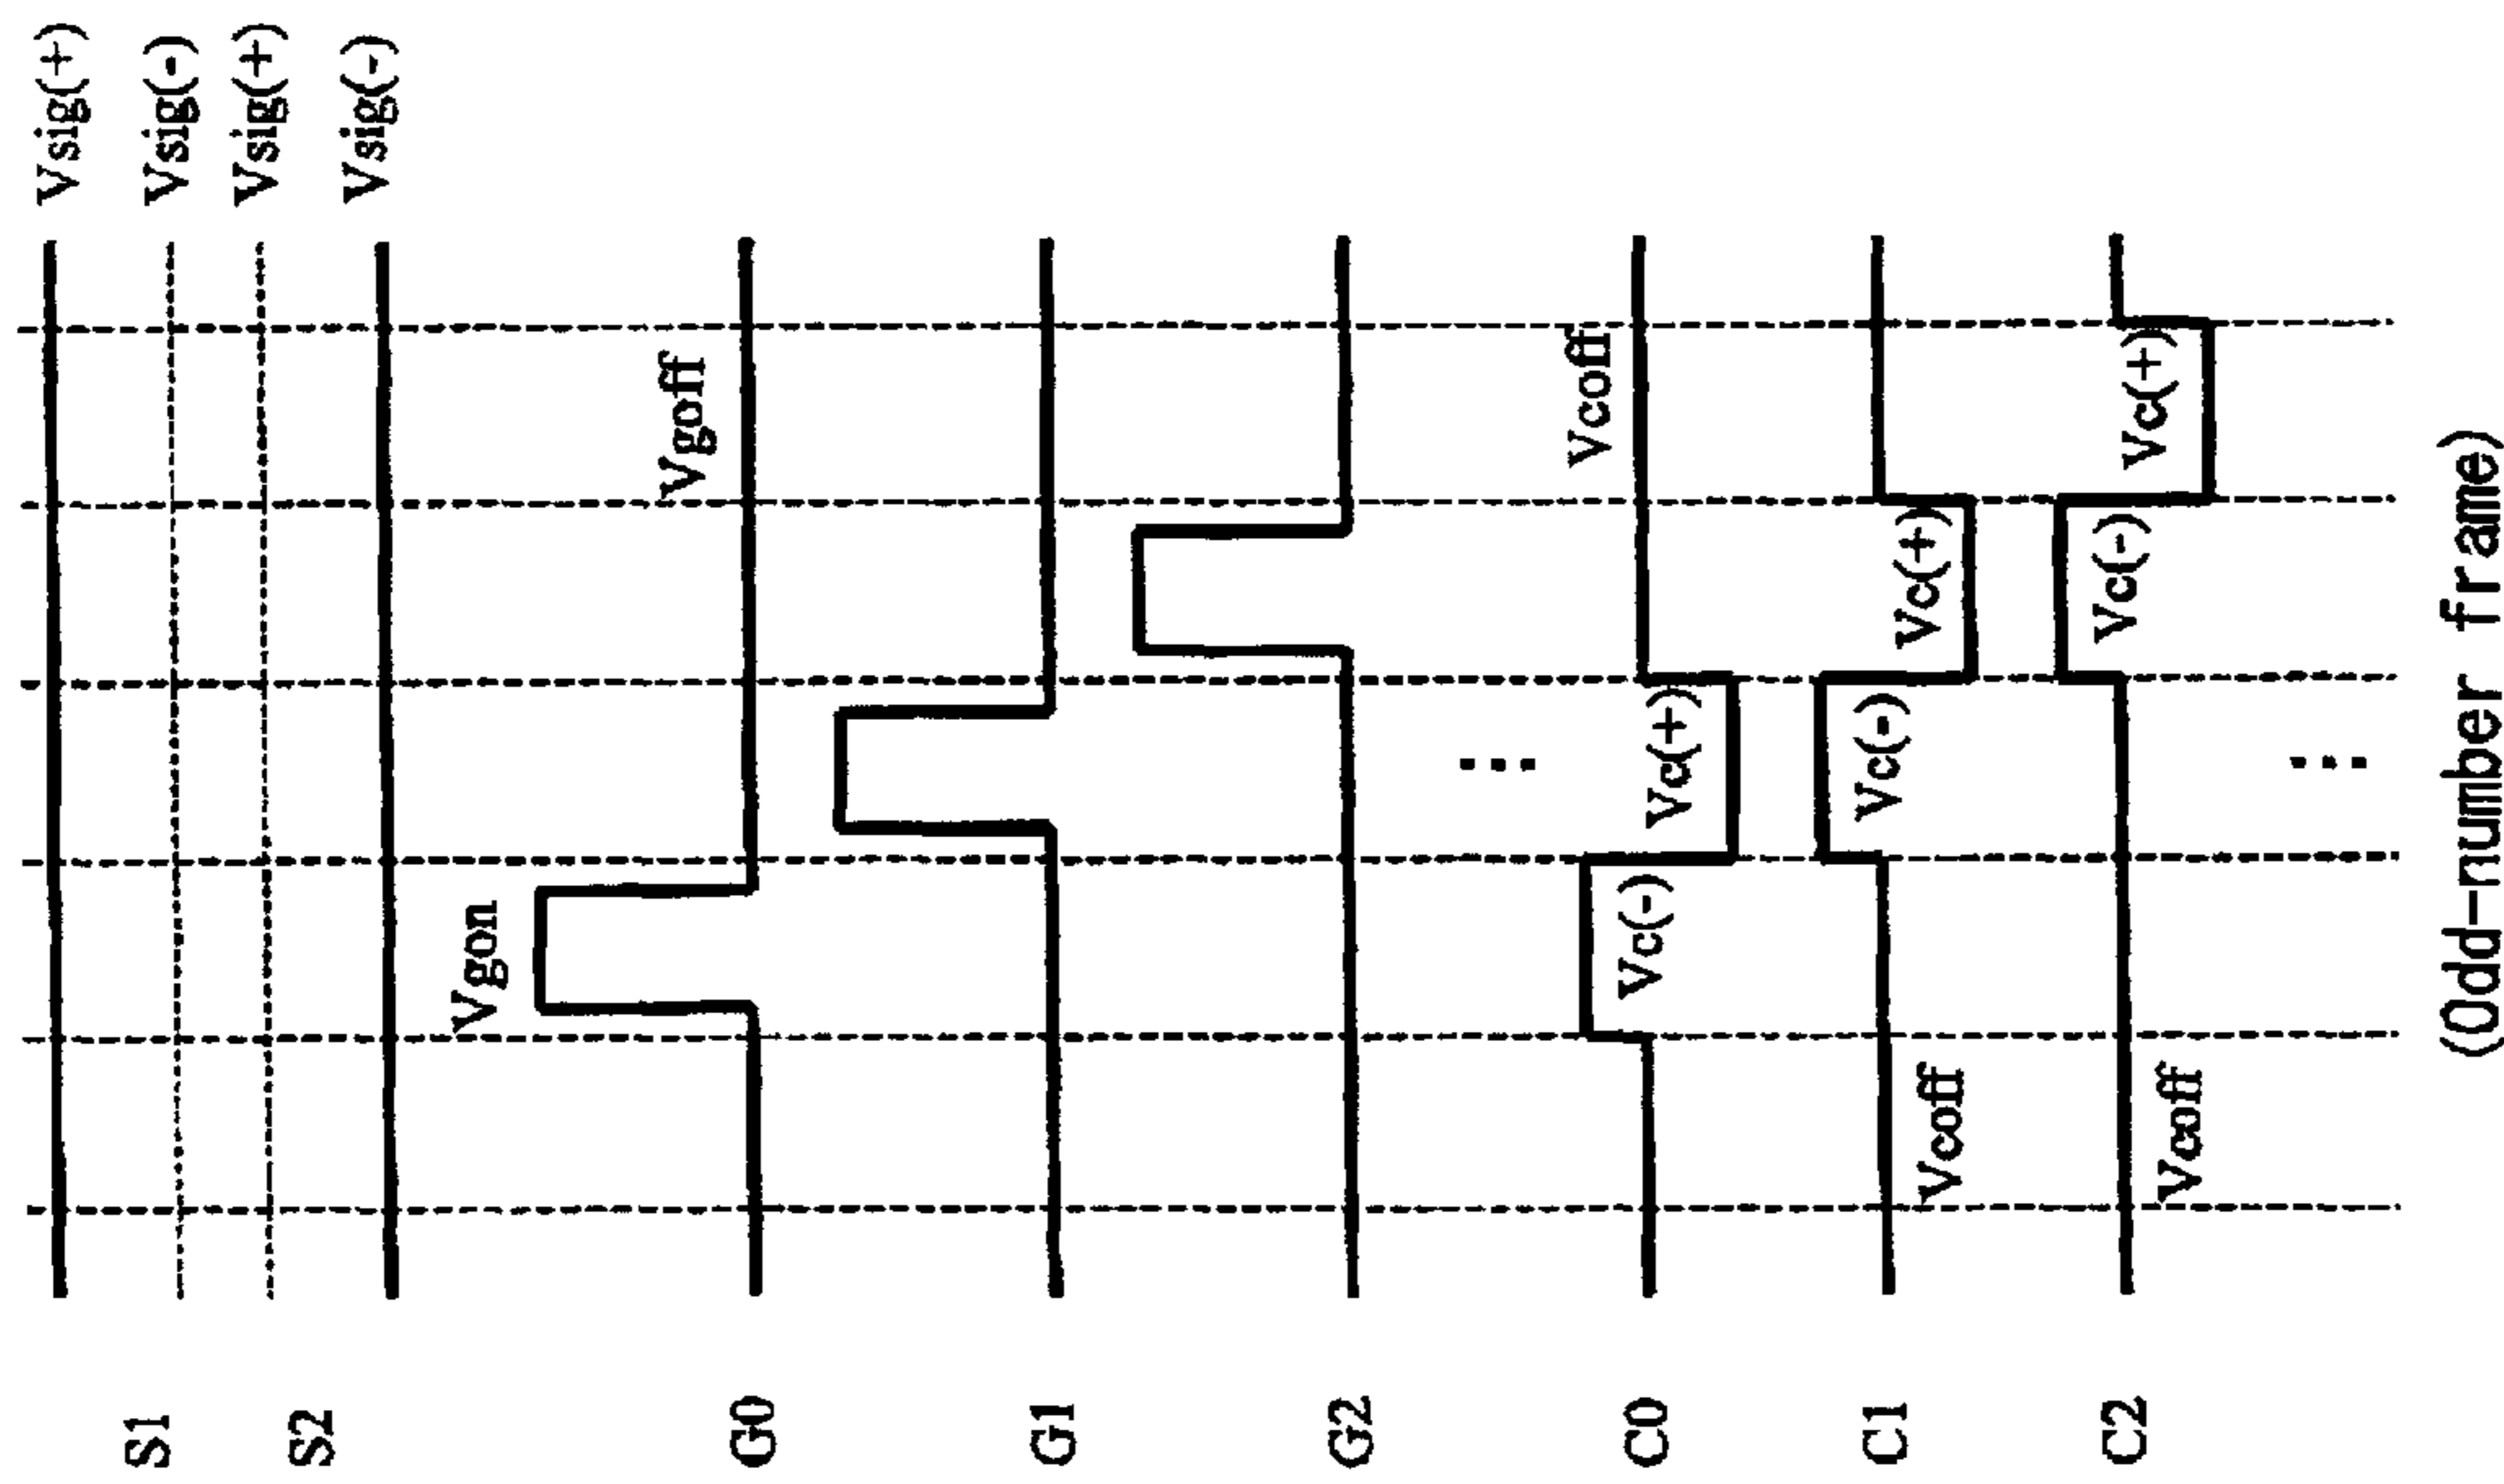 S1
Vsig(+)
Vsig(-)
S2
Vsig(+)
Vsig(-)
Vgon
Vgoff
G0
G1
G2
Vcoff
Vc(-)
Vc(+)
C0
Vc(-)
Vc(+)
C1
Vcoff
Vc(-)
Vc(+)
C2
Vcoff
(Odd-number frame)